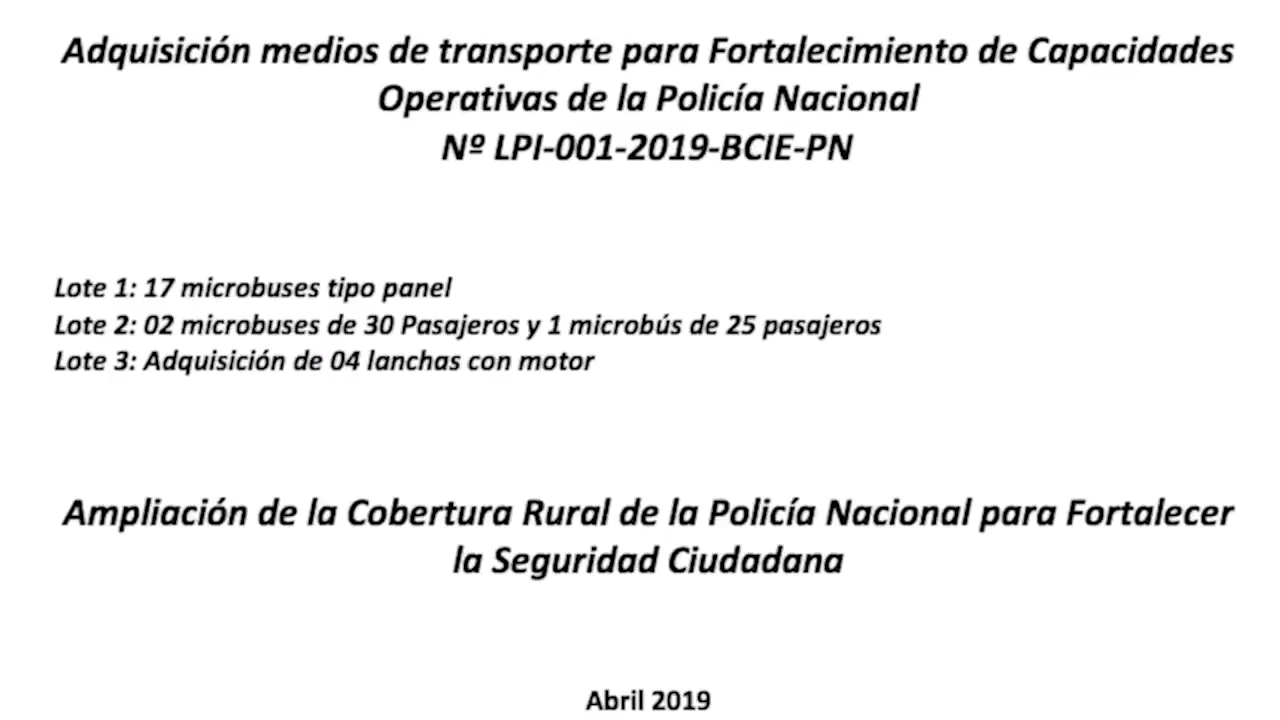 Adquisición medios de transporte para Fortalecimiento de Capacidades
Operativas de la Policía Nacional
Nº LPI-001-2019-BCIE-PN
Lote 1: 17 microbuses tipo panel
Lote 2: 02 microbuses de 30 Pasajeros y 1 microbús de 25 pasajeros
Lote 3: Adquisición de 04 lanchas con motor
Ampliación de la Cobertura Rural de la Policía Nacional para Fortalecer
la Seguridad Ciudadana
Abril 2019